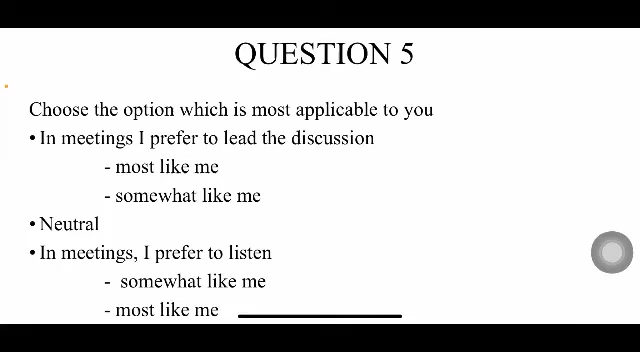 QUESTION 5
Choose the option which is most applicable to you
• In meetings I prefer to lead the discussion
- most like me
- somewhat like me
• Neutral
• In meetings, I prefer to listen
- somewhat like me
- most like me